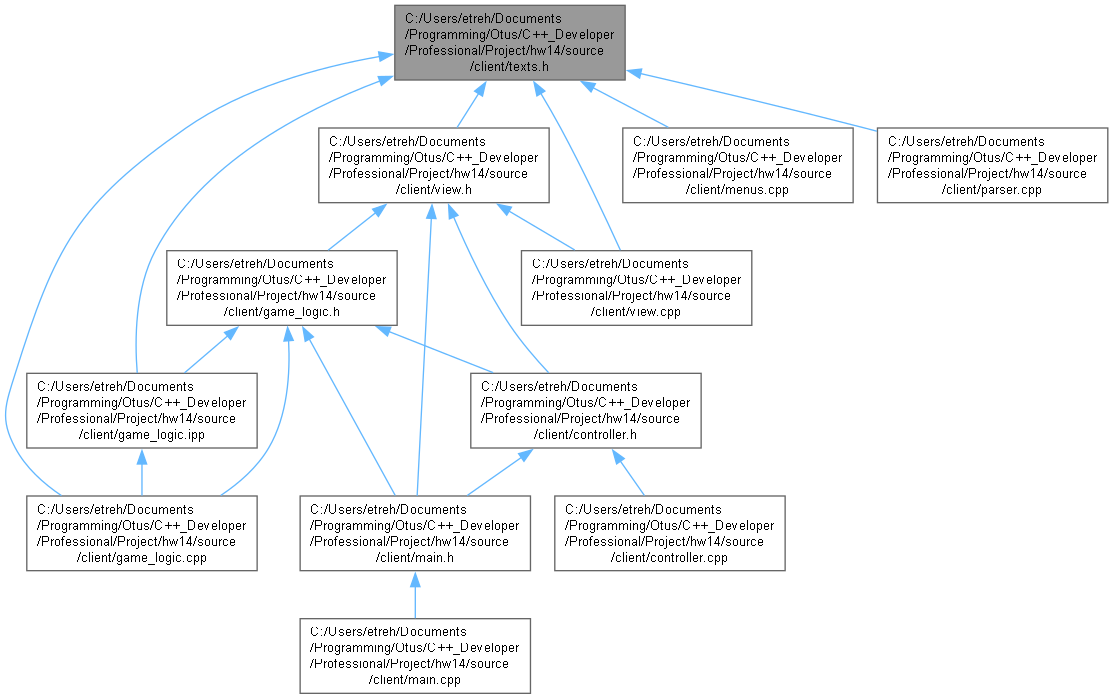 C:/Users/etreh/Documents
/Programming/Otus/C++_Developer
/Professional/Project/hw14/source
/client/texts.h
C:/Users/etreh/Documents
/Programming/Otus/C++_Developer
/Professional/Project/hw14/source
/client/view.h
C:/Users/etreh/Documents
/Programming/Otus/C++_Developer
/Professional/Project/hw14/source
/client/menus.cpp
C:/Users/etreh/Documents
/Programming/Otus/C++_Developer
/Professional/Project/hw14/source
/client/parser.cpp
C:/Users/etreh/Documents
/Programming/Otus/C++_Developer
/Professional/Project/hw14/source
/client/game_logic.h
C:/Users/etreh/Documents
/Programming/Otus/C++_Developer
/Professional/Project/hw14/source
/client/view.cpp
C:/Users/etreh/Documents
/Programming/Otus/C++_Developer
/Professional/Project/hw14/source
/client/game_logic.ipp
C:/Users/etreh/Documents
/Programming/Otus/C++_Developer
/Professional/Project/hw14/source
/client/controller.h
C:/Users/etreh/Documents
/Programming/Otus/C++_Developer
/Professional/Project/hw14/source
/client/game_logic.cpp
C:/Users/etreh/Documents
/Programming/Otus/C++_Developer
/Professional/Project/hw14/source
/client/main.h
C:/Users/etreh/Documents
/Programming/Otus/C++_Developer
/Professional/Project/hw14/source
/client/controller.cpp
C:/Users/etreh/Documents
/Programming/Otus/C++_Developer
/Professional/Project/hw14/source
/client/main.cpp